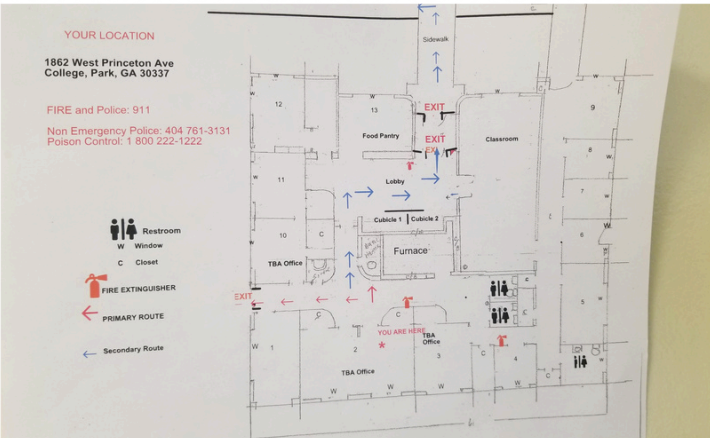 YOUR LOCATION
1862 West Princeton Ave
College, Park, GA 30337
FIRE and Police: 911
Non Emergency Police: 404 761-3131
Poison Control: 1 800 222-1222
Restroom
W Window
C Closet
FIRE EXTINGUISHER
PRIMARY ROUTE
Secondary Route
Sidewalk
W
W
W
12
13
EXIT
9
Food Pantry
EXIT
Classroom
EXIT
8
11
Lobby
7
Cubicle 1
Cubicle 2
10
C
6
W
Furnace
TBA Office
EXIT
C
C
5
C
C
YOU ARE HERE
*
W
1
2
TBA Office
3
C
4
W
TBA Office
C
W
W
W